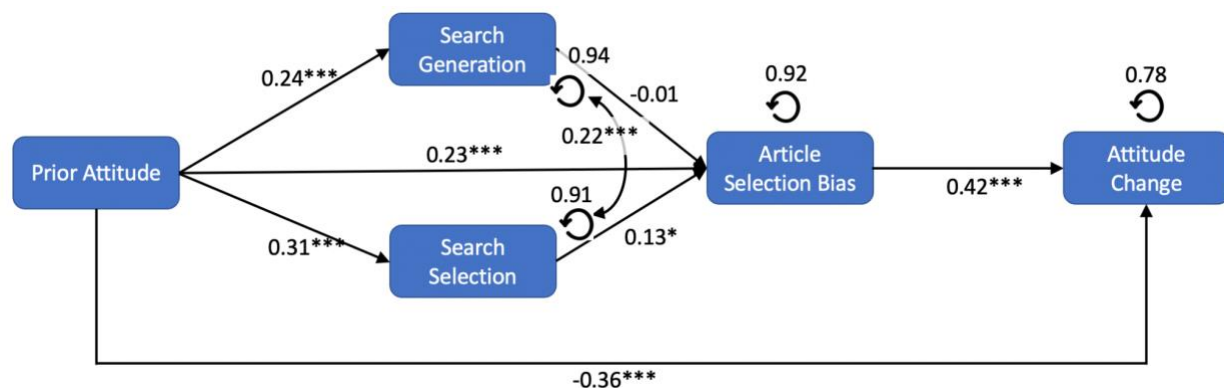 Search
Generation
0.94
0.92
0.78
0.24***
-0.01
0.22***
Prior Attitude
0.23***
Article
Selection Bias
Attitude
Change
0.42***
0.91
0.31***
Search
Selection
0.13*
-0.36***